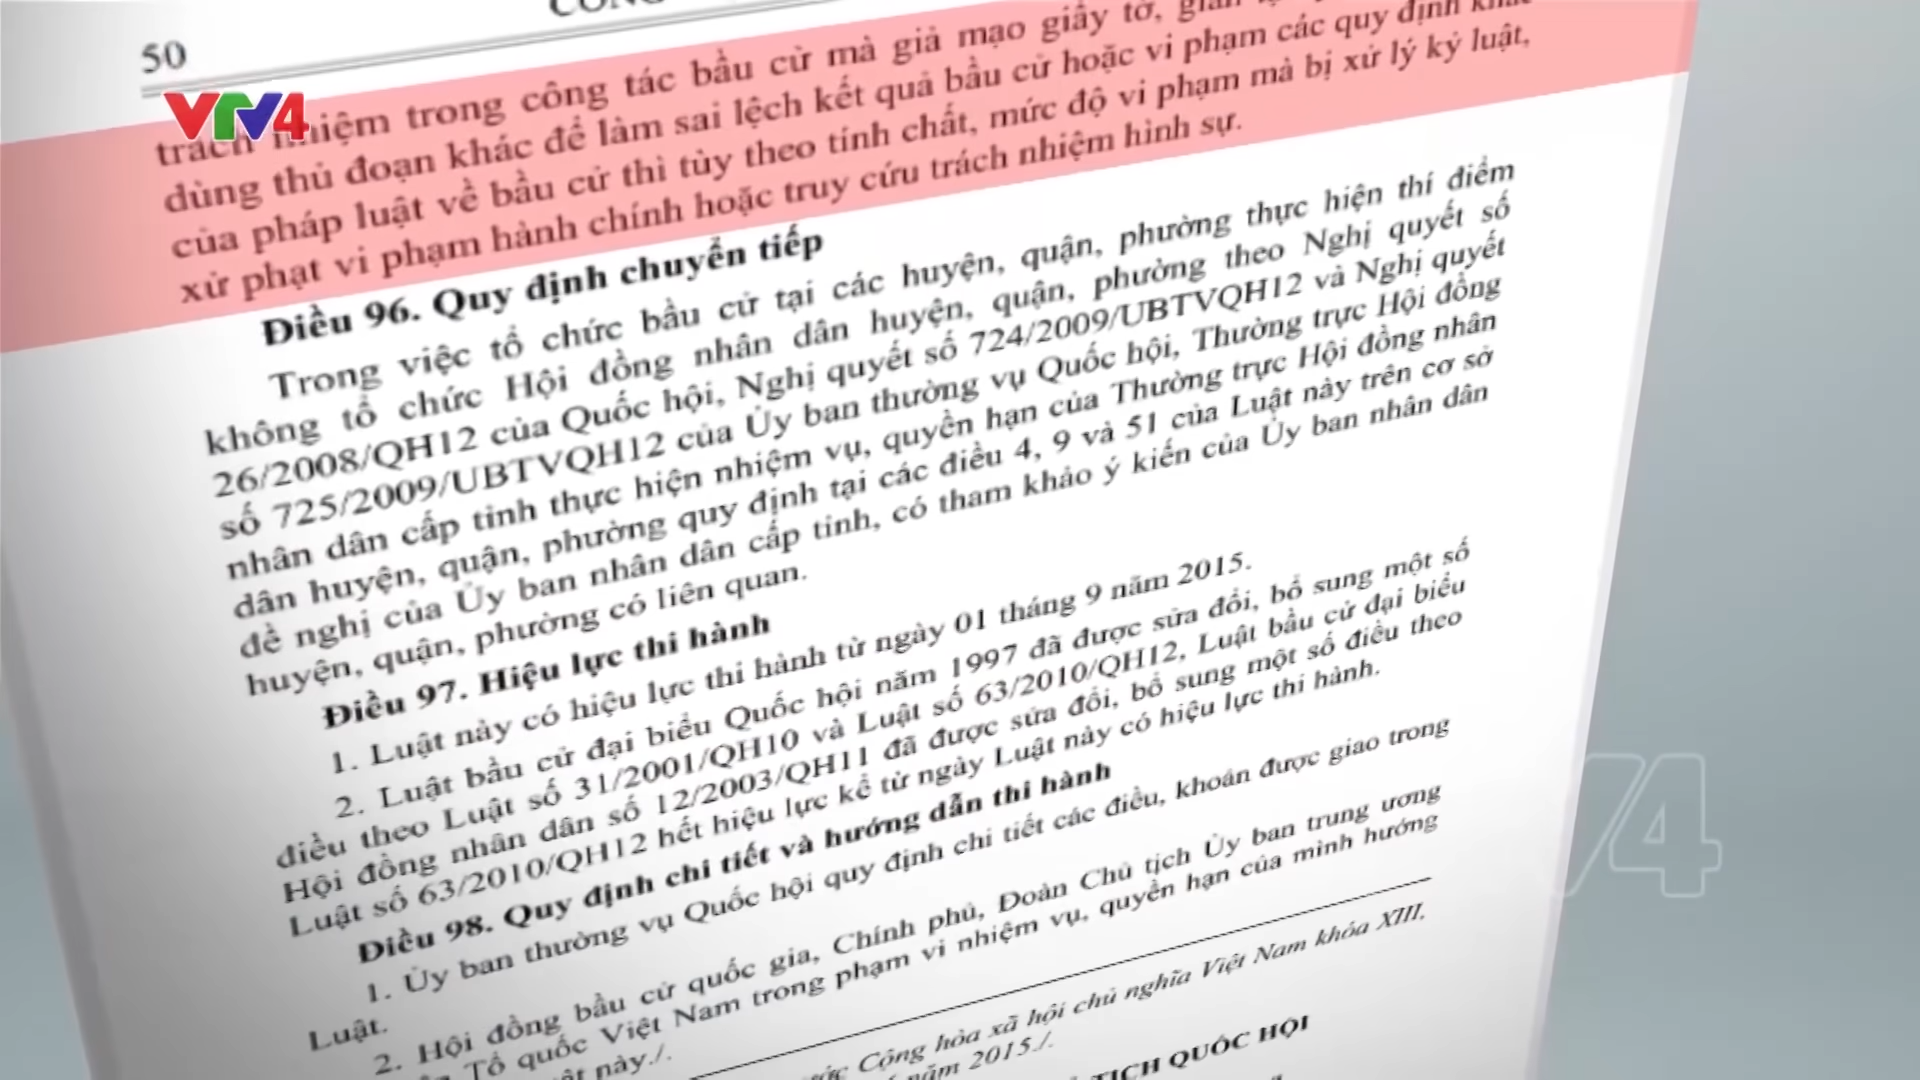 50
VTV4
trách nhiệm trong công tác bầu cử mà giả mạo giấy tờ,
dùng thủ đoạn khác để làm sai lệch kết quả bầu cử hoặc vi phạm các quy định
của pháp luật về bầu cử thì tùy theo tính chất, mức độ vi phạm mà bị xử lý kỷ luật,
xử phạt vi phạm hành chính hoặc truy cứu trách nhiệm hình sự.
Điều 96. Quy định chuyển tiếp
Trong việc tổ chức bầu cử tại các huyện, quận, phường thực hiện thí điểm
không tổ chức Hội đồng nhân dân huyện, quận, phường theo Nghị quyết số
26/2008/QH12 của Quốc hội, Nghị quyết số 724/2009/UBTVQH12 và Nghị quyết
số 725/2009/UBTVQH12 của Ủy ban thường vụ Quốc hội, Thường trực Hội đồng
nhân dân cấp tỉnh thực hiện nhiệm vụ, quyền hạn của Thường trực Hội đồng nhân
dân huyện, quận, phường quy định tại các điều 4, 9 và 51 của Luật này trên cơ sở
đề nghị của Ủy ban nhân dân cấp tỉnh, có tham khảo ý kiến của Ủy ban nhân dân
huyện, quận, phường có liên quan.
Điều 97. Hiệu lực thi hành
1. Luật này có hiệu lực thi hành từ ngày 01 tháng 9 năm 2015.
2. Luật bầu cử đại biểu Quốc hội năm 1997 đã được sửa đổi, bổ sung một số
điều theo Luật số 31/2001/QH10 và Luật số 63/2010/QH12, Luật bầu cử đại biểu
Hội đồng nhân dân số 12/2003/QH11 đã được sửa đổi, bổ sung một số điều theo
Luật số 63/2010/QH12 hết hiệu lực kể từ ngày Luật này có hiệu lực thi hành.
Điều 98. Quy định chi tiết và hướng dẫn thi hành
1. Ủy ban thường vụ Quốc hội quy định chi tiết các điều, khoản được giao trong
Luật.
2. Hội đồng bầu cử quốc gia, Chính phủ, Đoàn Chủ tịch Ủy ban trung ương
Tổ quốc Việt Nam trong phạm vi nhiệm vụ, quyền hạn của mình hướng
này./.
Cộng hòa xã hội chủ nghĩa Việt Nam khóa XIII,
năm 2015./.
TỊCH QUỐC HỘI
V4